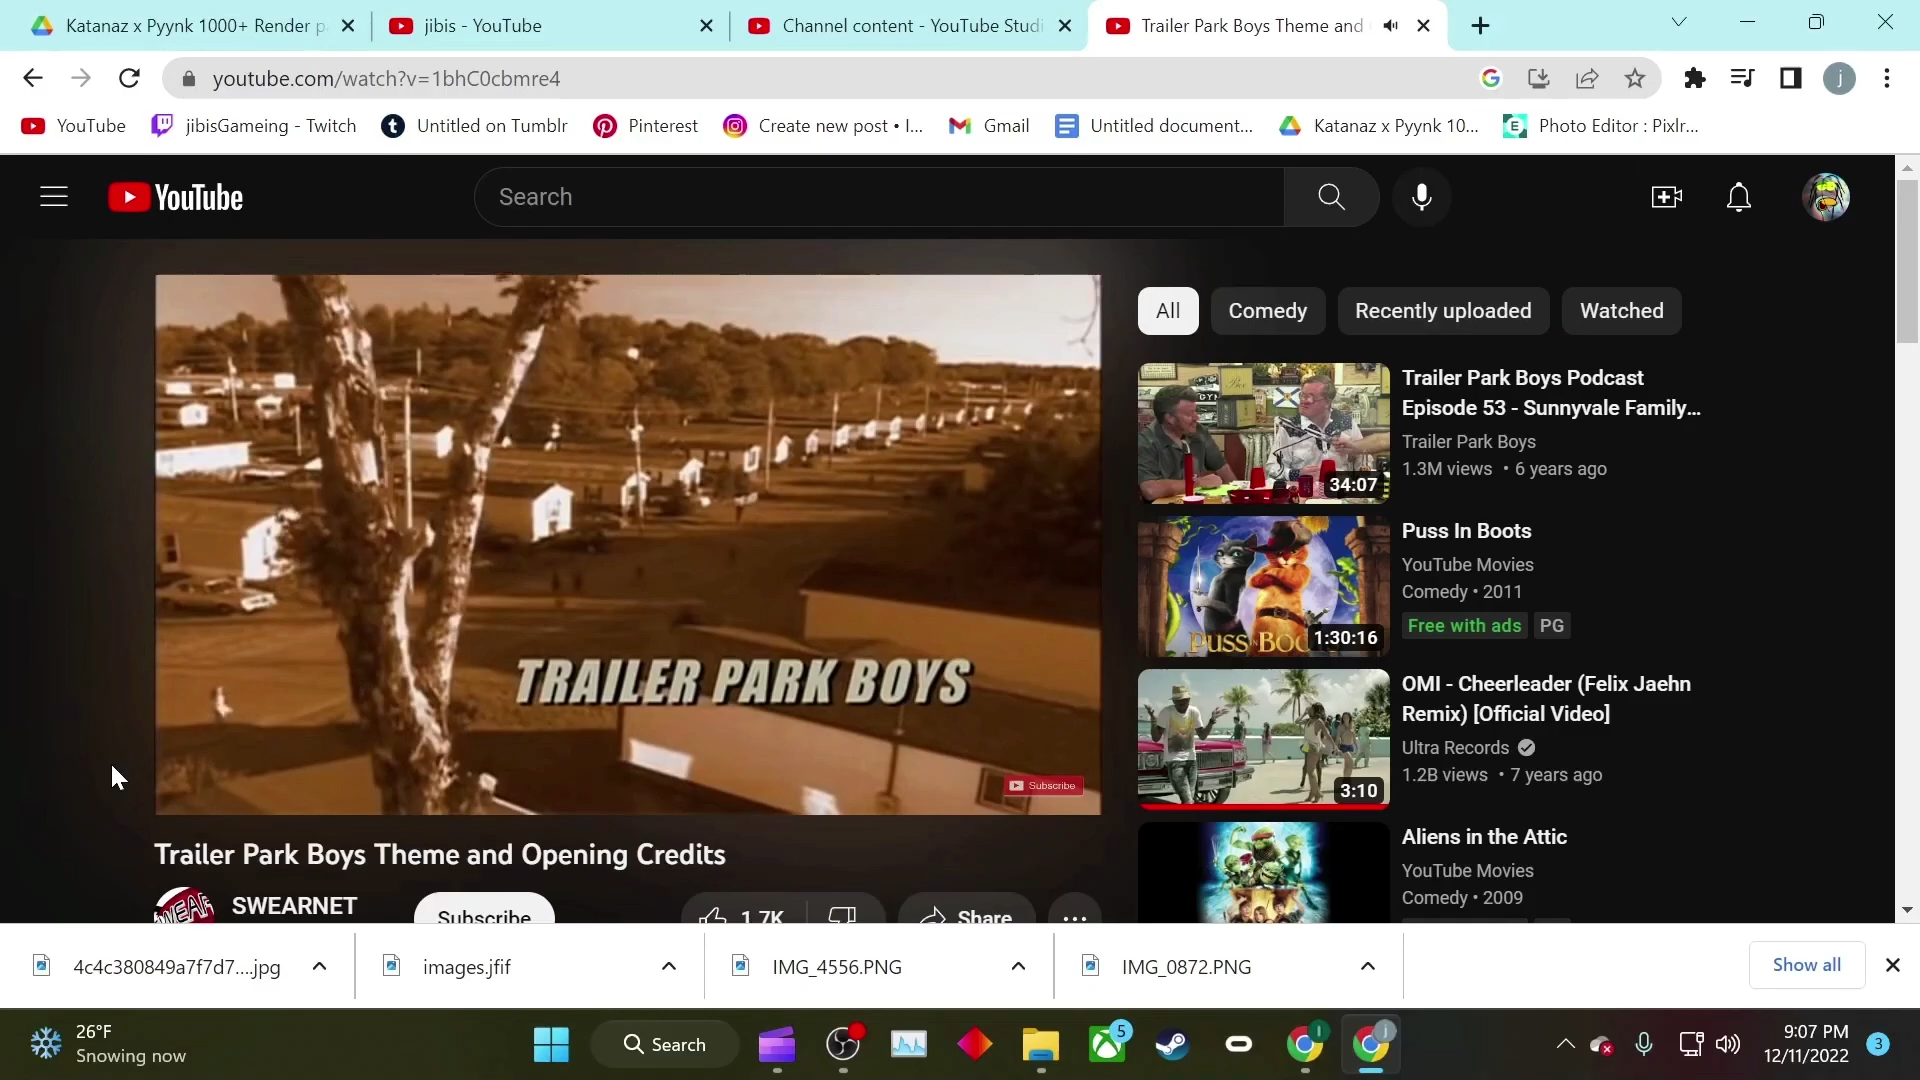 Katanaz x Pyynk 1000+ Render p
jibis - YouTube
Channel content - YouTube Studi
Trailer Park Boys Theme and
youtube.com/watch?v=1bhC0cbmre4
j
YouTube
jibisGameing - Twitch
Untitled on Tumblr
Pinterest
Create new post • I...
Gmail
Untitled document...
Katanaz x Pyynk 10...
Photo Editor : Pixlr...
YouTube
Search
All
Comedy
Recently uploaded
Watched
TRAILER PARK BOYS
Subscribe
Trailer Park Boys Podcast
Episode 53 - Sunnyvale Family...
Trailer Park Boys
1.3M views • 6 years ago
34:07
Puss In Boots
YouTube Movies
Comedy • 2011
Free with ads
PG
PUSS IN BOO
1:30:16
OMI - Cheerleader (Felix Jaehn
Remix) [Official Video]
Ultra Records
1.2B views • 7 years ago
3:10
Aliens in the Attic
YouTube Movies
Comedy • 2009
Trailer Park Boys Theme and Opening Credits
SWEARNET
Subscribe
1.7K
Share
4c4c380849a7f7d7....jpg
images.jfif
IMG_4556.PNG
IMG_0872.PNG
Show all
26°F
Snowing now
Search
5
9:07 PM
12/11/2022
3